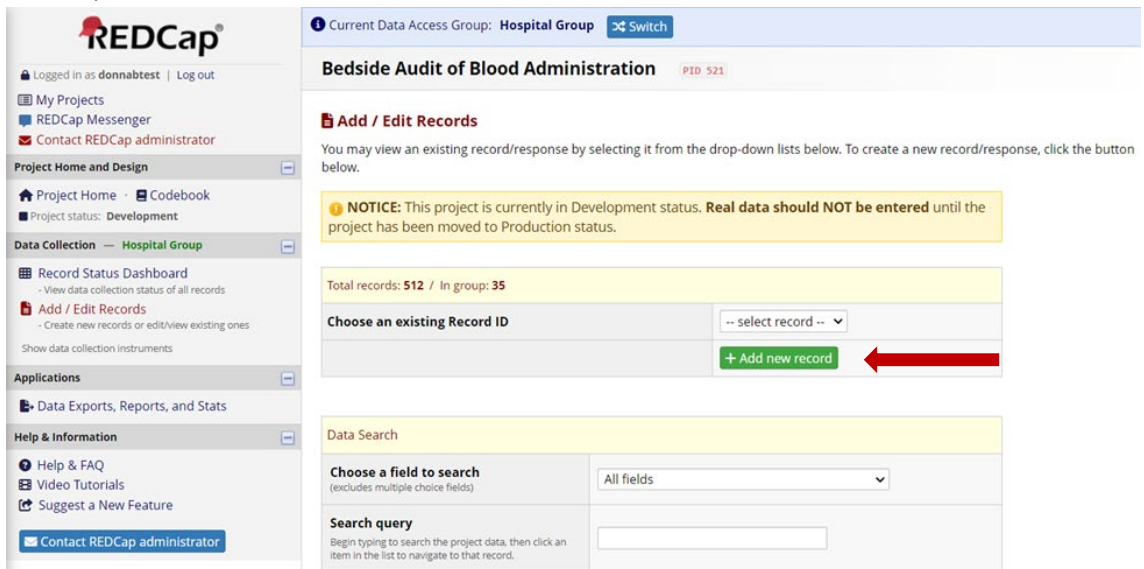 REDCap®
Logged in as donnabtest | Log out
My Projects
REDCap Messenger
Contact REDCap administrator
Project Home and Design
Project Home · Codebook
Project status: Development
Data Collection — Hospital Group
Record Status Dashboard
- View data collection status of all records
Add / Edit Records
- Create new records or edit/view existing ones
Show data collection instruments
Applications
Data Exports, Reports, and Stats
Help & Information
Help & FAQ
Video Tutorials
Suggest a New Feature
Contact REDCap administrator
Current Data Access Group: Hospital Group Switch
Bedside Audit of Blood Administration PID 521
Add / Edit Records
You may view an existing record/response by selecting it from the drop-down lists below. To create a new record/response, click the button
below.
NOTICE: This project is currently in Development status. Real data should NOT be entered until the
project has been moved to Production status.
Total records: 512 / In group: 35
Choose an existing Record ID -- select record --
+ Add new record
Data Search
Choose a field to search All fields
(excludes multiple choice fields)
Search query
Begin typing to search the project data, then click an
item in the list to navigate to that record.